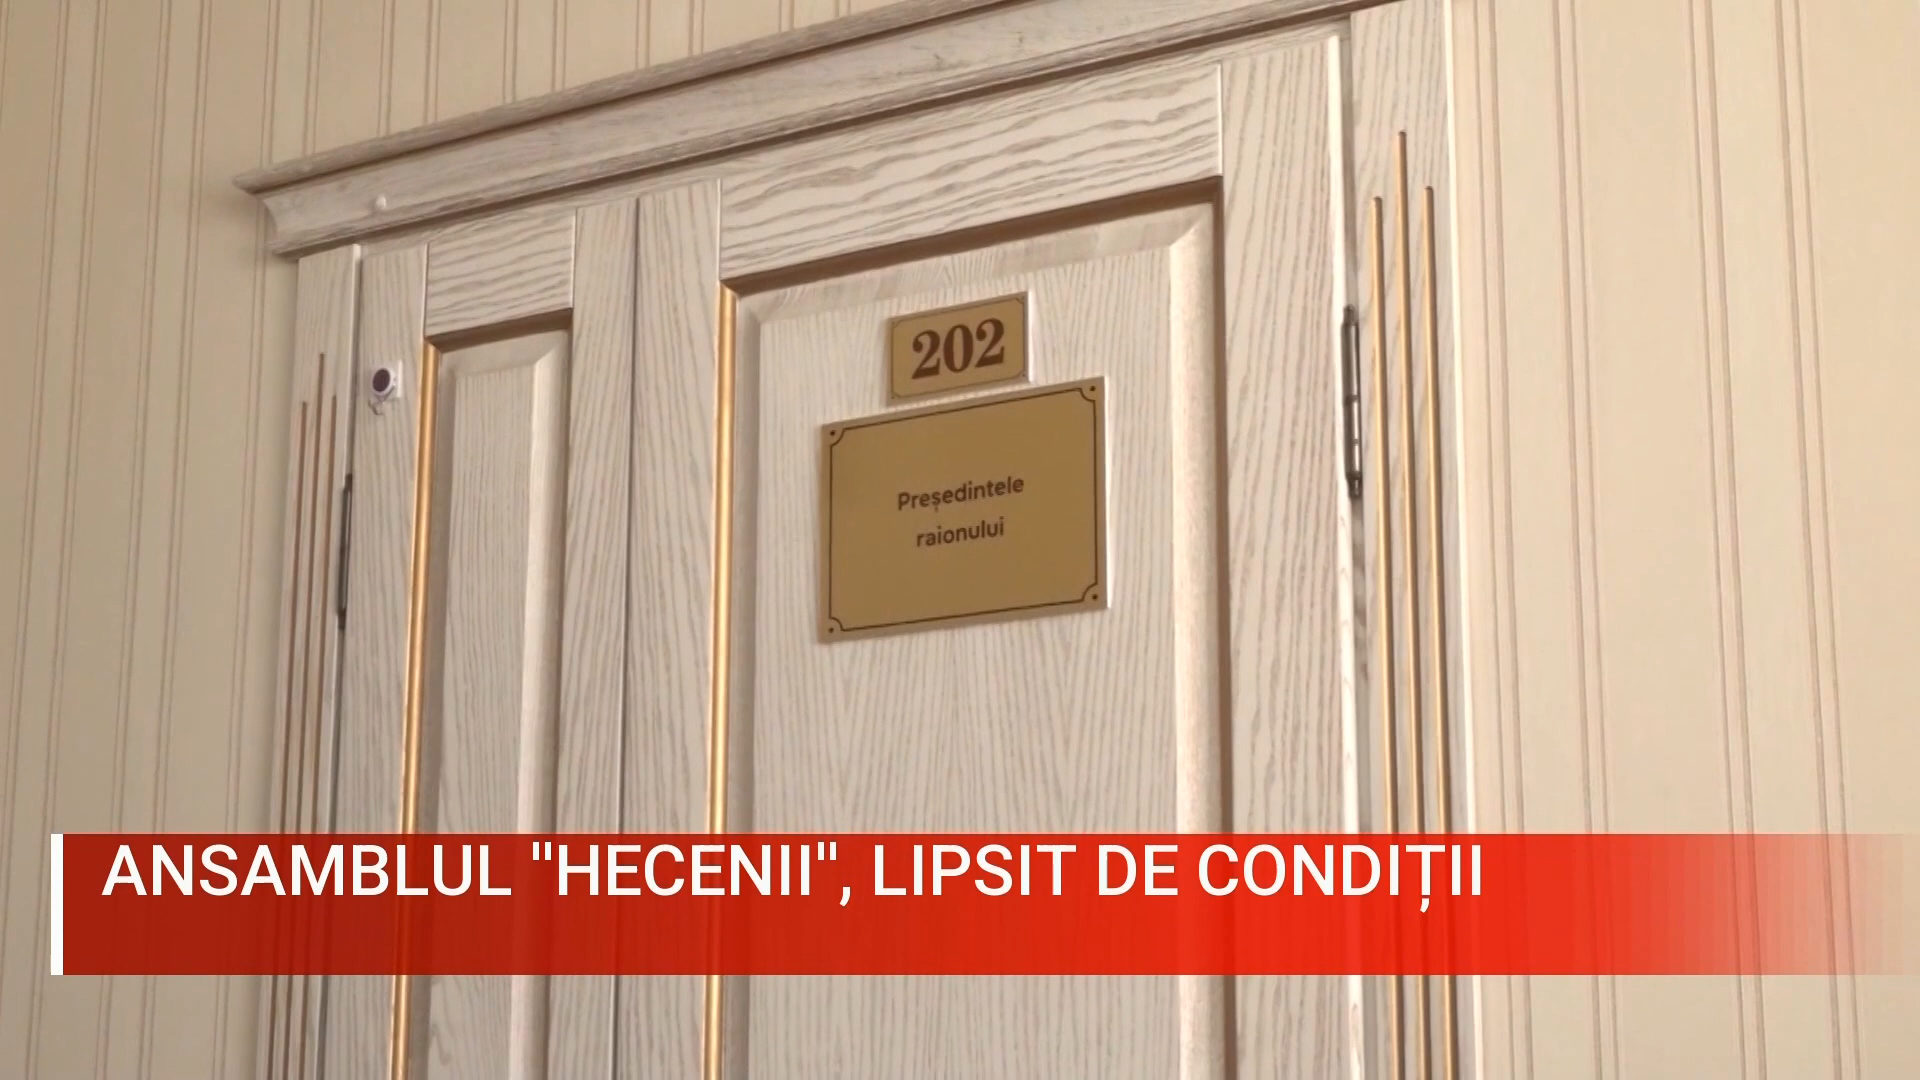 202
Președintele
raionului
ANSAMBLUL "HECENII", LIPSIT DE CONDIȚII